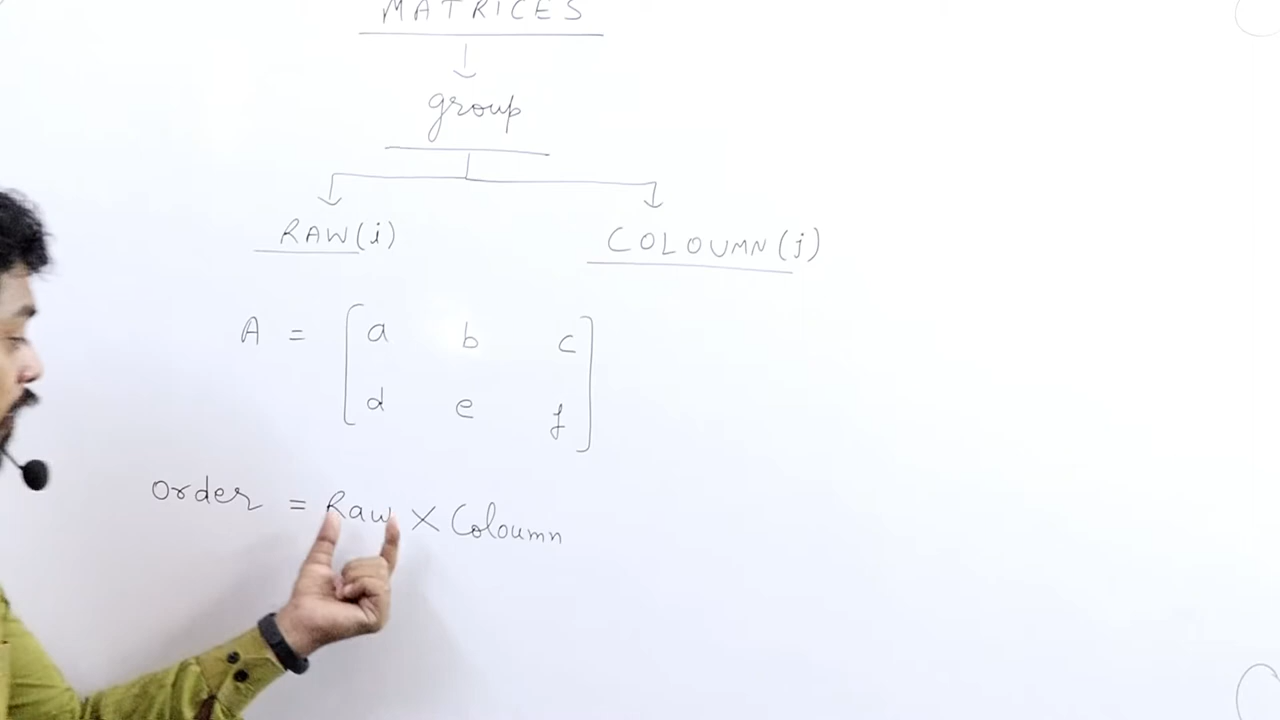 MATRICES
group
RAW(i) COLOUMN(j)
A = [ a b c
d e f ]
order = Raw × Coloumn